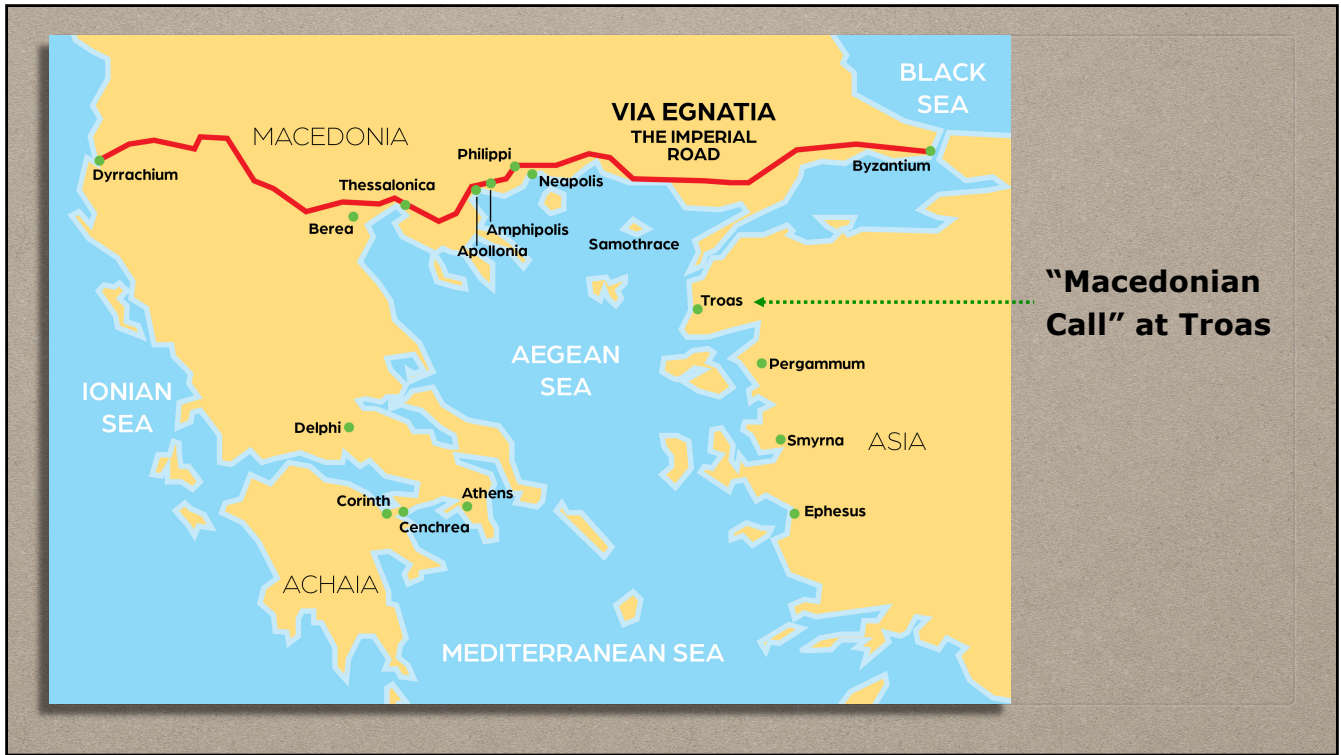 BLACK
SEA
VIA EGNATIA
THE IMPERIAL
ROAD
MACEDONIA
Philippi
Byzantium
Dyrrachium
Neapolis
Thessalonica
Berea
Amphipolis
Samothrace
Apollonia
Troas
“Macedonian
Call” at Troas
AEGEAN
SEA
Pergammum
IONIAN
SEA
Delphi
Smyrna
ASIA
Corinth
Athens
Cenchrea
Ephesus
ACHAIA
MEDITERRANEAN SEA